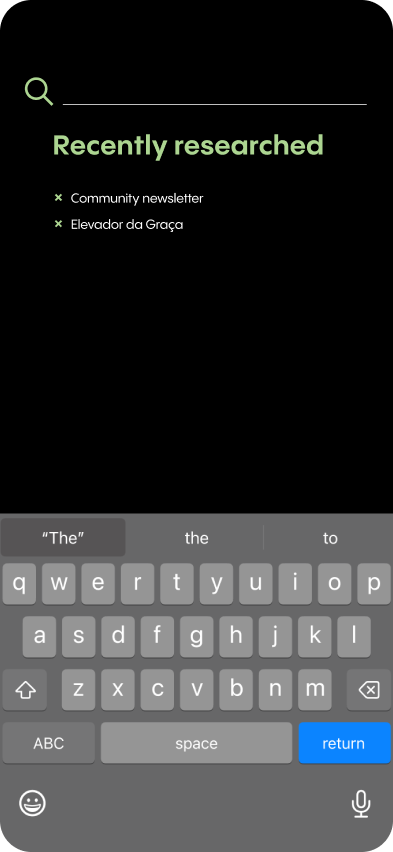 Recently researched
× Community newsletter
× Elevador da Graça
“The” the to
q w e r t y u i o p
a s d f g h j k l
z x c v b n m
ABC space return